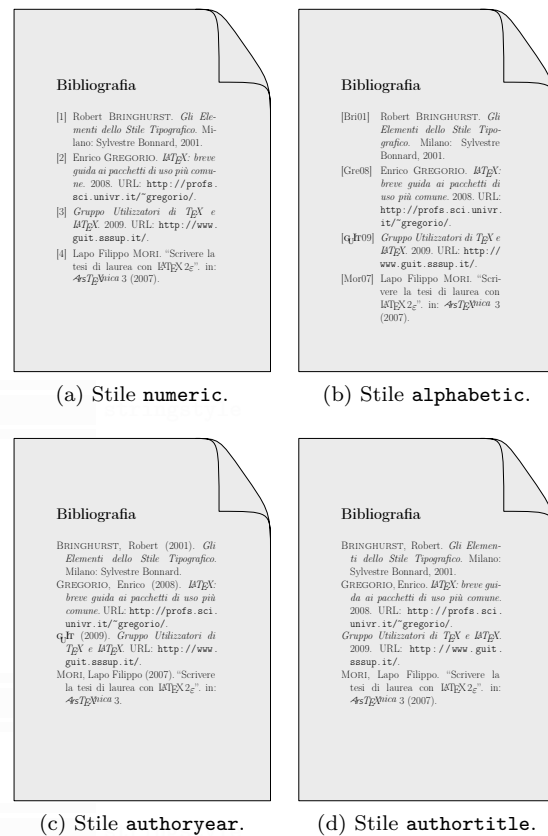 Bibliografia
[1] Robert BRINGHURST. Gli Ele-
menti dello Stile Tipografico. Mi-
lano: Sylvestre Bonnard, 2001.
[2] Enrico GREGORIO. LATEX: breve
guida ai pacchetti di uso più comu-
ne. 2008. URL: http://profs.
sci.univr.it/~gregorio/.
[3] Gruppo Utilizzatori di TEX e
LATEX. 2009. URL: http://www.
guit.sssup.it/.
[4] Lapo Filippo MORI. “Scrivere la
tesi di laurea con LATEX 2ε”. in:
ArsTEXnica 3 (2007).
(a) Stile numeric.
Bibliografia
[Bri01] Robert BRINGHURST. Gli
Elementi dello Stile Tipo-
grafico. Milano: Sylvestre
Bonnard, 2001.
[Gre08] Enrico GREGORIO. LATEX:
breve guida ai pacchetti di
uso più comune. 2008. URL:
http://profs.sci.univr.
it/~gregorio/.
[GuIT09] Gruppo Utilizzatori di TEX e
LATEX. 2009. URL: http://
www.guit.sssup.it/.
[Mor07] Lapo Filippo MORI. “Scri-
vere la tesi di laurea con
LATEX 2ε”. in: ArsTEXnica 3
(2007).
(b) Stile alphabetic.
Bibliografia
BRINGHURST, Robert (2001). Gli
Elementi dello Stile Tipografico.
Milano: Sylvestre Bonnard.
GREGORIO, Enrico (2008). LATEX:
breve guida ai pacchetti di uso più
comune. URL: http://profs.sci.
univr.it/~gregorio/.
GuIT (2009). Gruppo Utilizzatori di
TEX e LATEX. URL: http://www.
guit.sssup.it/.
MORI, Lapo Filippo (2007). “Scrivere
la tesi di laurea con LATEX 2ε”. in:
ArsTEXnica 3.
(c) Stile authoryear.
Bibliografia
BRINGHURST, Robert. Gli Elemen-
ti dello Stile Tipografico. Milano:
Sylvestre Bonnard, 2001.
GREGORIO, Enrico. LATEX: breve gui-
da ai pacchetti di uso più comune.
2008. URL: http://profs.sci.
univr.it/~gregorio/.
Gruppo Utilizzatori di TEX e LATEX.
2009. URL: http://www.guit.
sssup.it/.
MORI, Lapo Filippo. “Scrivere la
tesi di laurea con LATEX 2ε”. in:
ArsTEXnica 3 (2007).
(d) Stile authortitle.